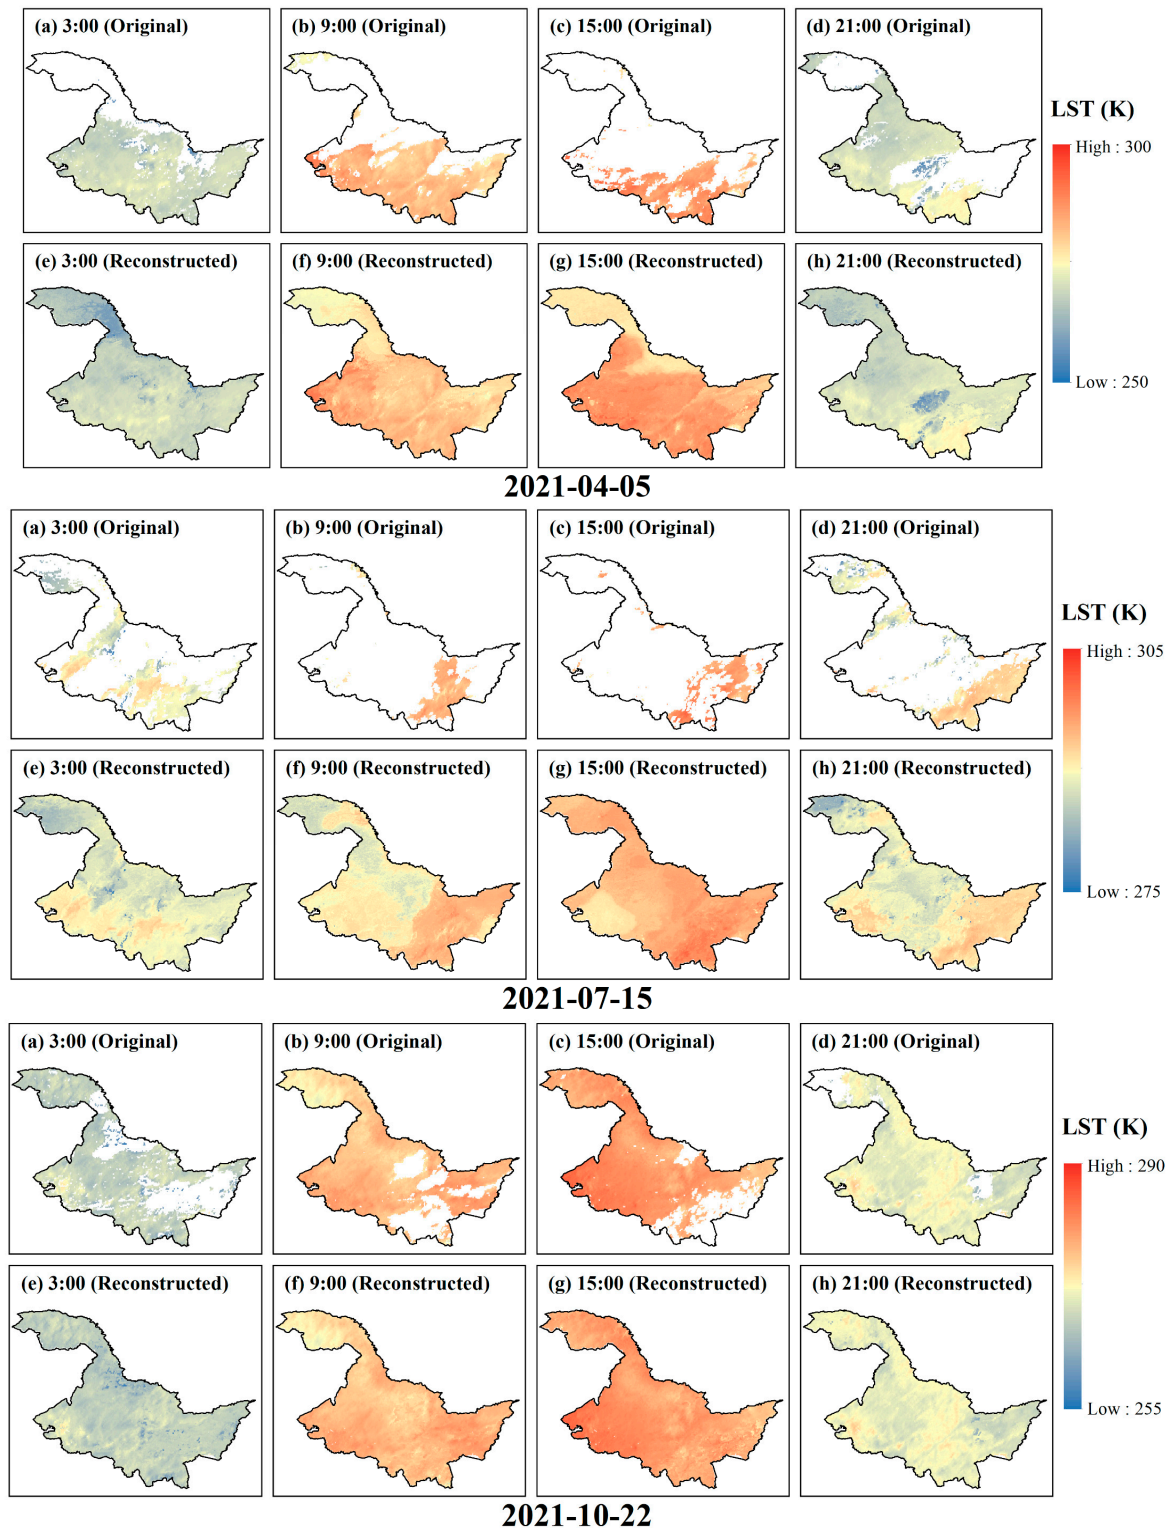 (a) 3:00 (Original)
(b) 9:00 (Original)
(c) 15:00 (Original)
(d) 21:00 (Original)
LST (K)
High : 300
Low : 250
(e) 3:00 (Reconstructed)
(f) 9:00 (Reconstructed)
(g) 15:00 (Reconstructed)
(h) 21:00 (Reconstructed)
2021-04-05
(a) 3:00 (Original)
(b) 9:00 (Original)
(c) 15:00 (Original)
(d) 21:00 (Original)
LST (K)
High : 305
Low : 275
(e) 3:00 (Reconstructed)
(f) 9:00 (Reconstructed)
(g) 15:00 (Reconstructed)
(h) 21:00 (Reconstructed)
2021-07-15
(a) 3:00 (Original)
(b) 9:00 (Original)
(c) 15:00 (Original)
(d) 21:00 (Original)
LST (K)
High : 290
Low : 255
(e) 3:00 (Reconstructed)
(f) 9:00 (Reconstructed)
(g) 15:00 (Reconstructed)
(h) 21:00 (Reconstructed)
2021-10-22